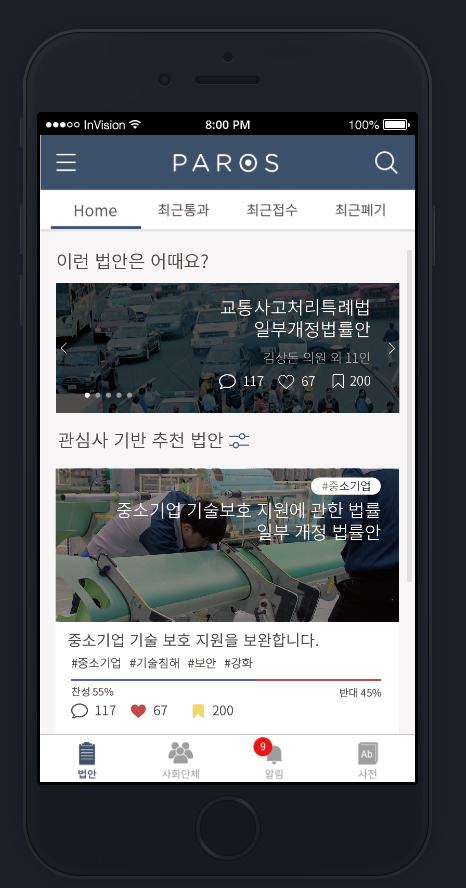 InVision
8:00 PM
100%
PAROS
Home
최근통과
최근접수
최근폐기
이런 법안은 어때요?
교통사고처리특례법
일부개정법률안
김상돈 의원 외 11인
117
67
200
관심사 기반 추천 법안
#중소기업
중소기업 기술보호 지원에 관한 법률
일부 개정 법률안
중소기업 기술 보호 지원을 보완합니다.
#중소기업 #기술침해 #보안 #강화
찬성 55%
반대 45%
117
67
200
9
Ab
법안
사회단체
알림
사전